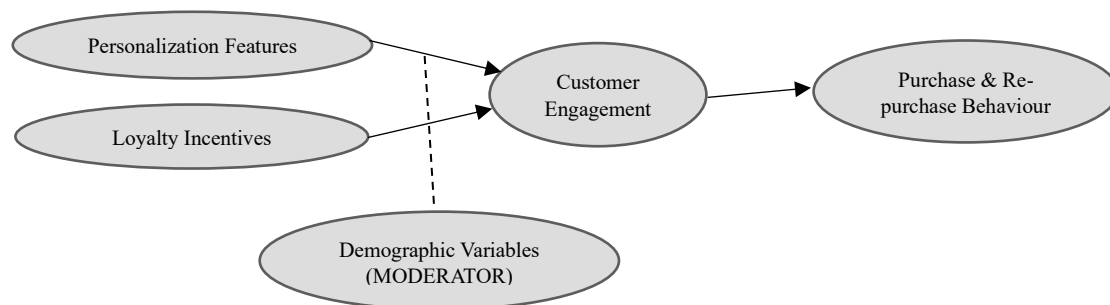 Personalization Features
Loyalty Incentives
Customer
Engagement
Purchase & Re-
purchase Behaviour
Demographic Variables
(MODERATOR)